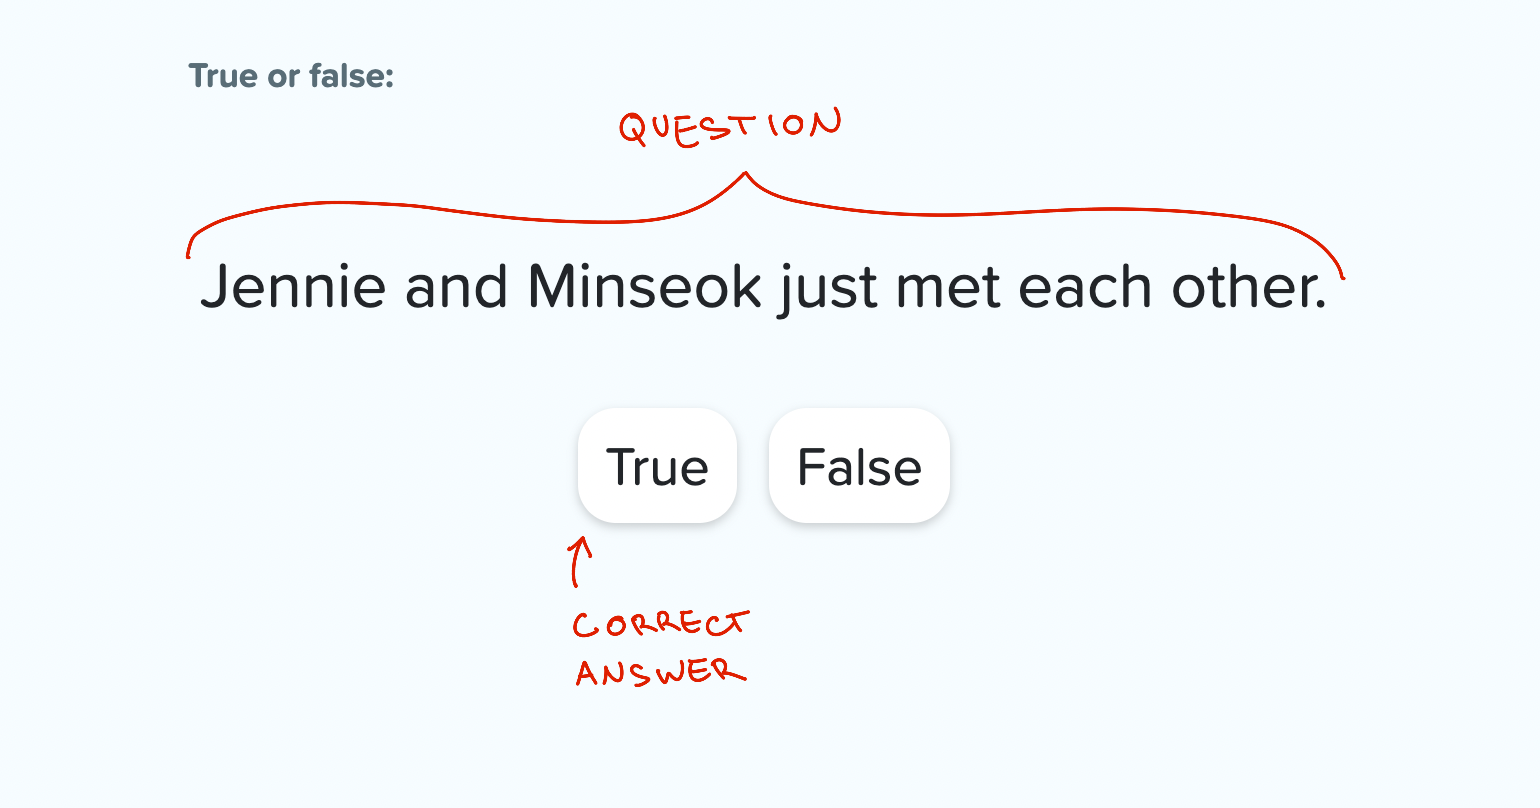 True or false:
QUESTION
Jennie and Minseok just met each other.
True False
CORRECT
ANSWER